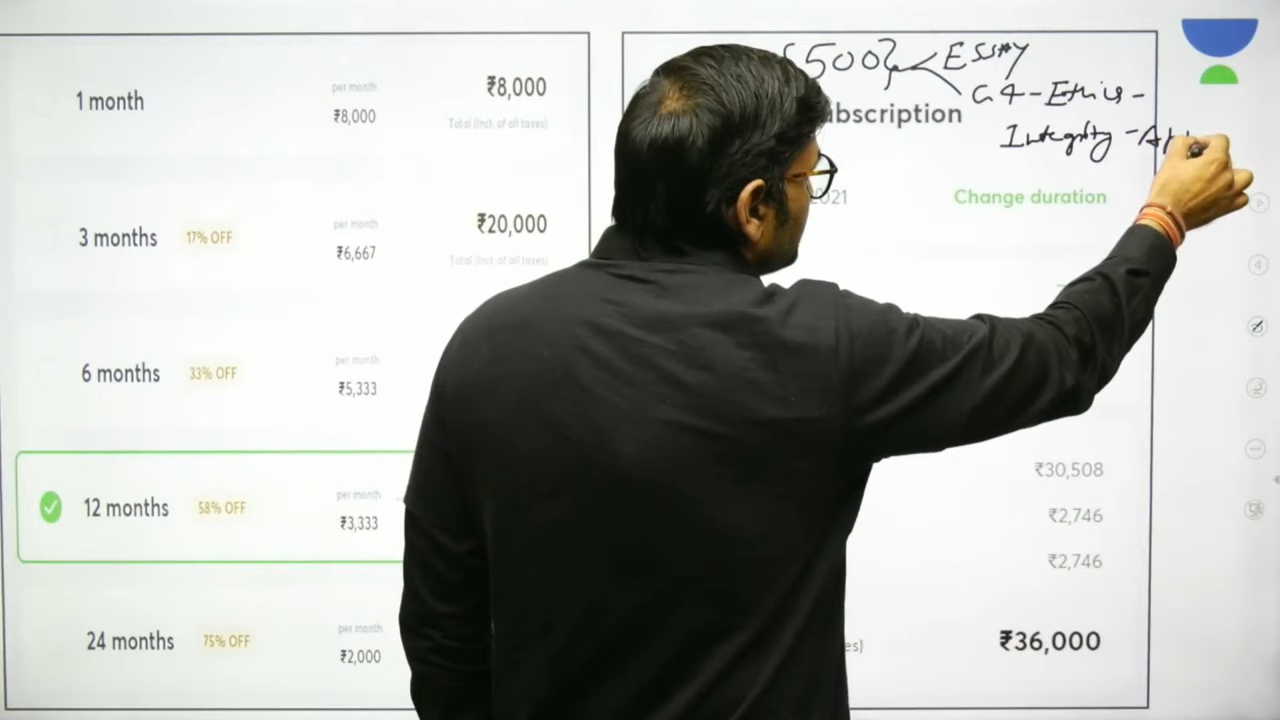 1 month
per month
₹8,000
₹8,000
Total (Incl. of all taxes)
3 months 17% OFF
per month
₹6,667
₹20,000
Total (Incl. of all taxes)
6 months 33% OFF
per month
₹5,333
12 months 58% OFF
per month
₹3,333
24 months 75% OFF
per month
₹2,000
{500} ESSAY
G4-Ethics-
Integrity-Ap
bscription
2021
Change duration
₹30,508
₹2,746
₹2,746
es)
₹36,000